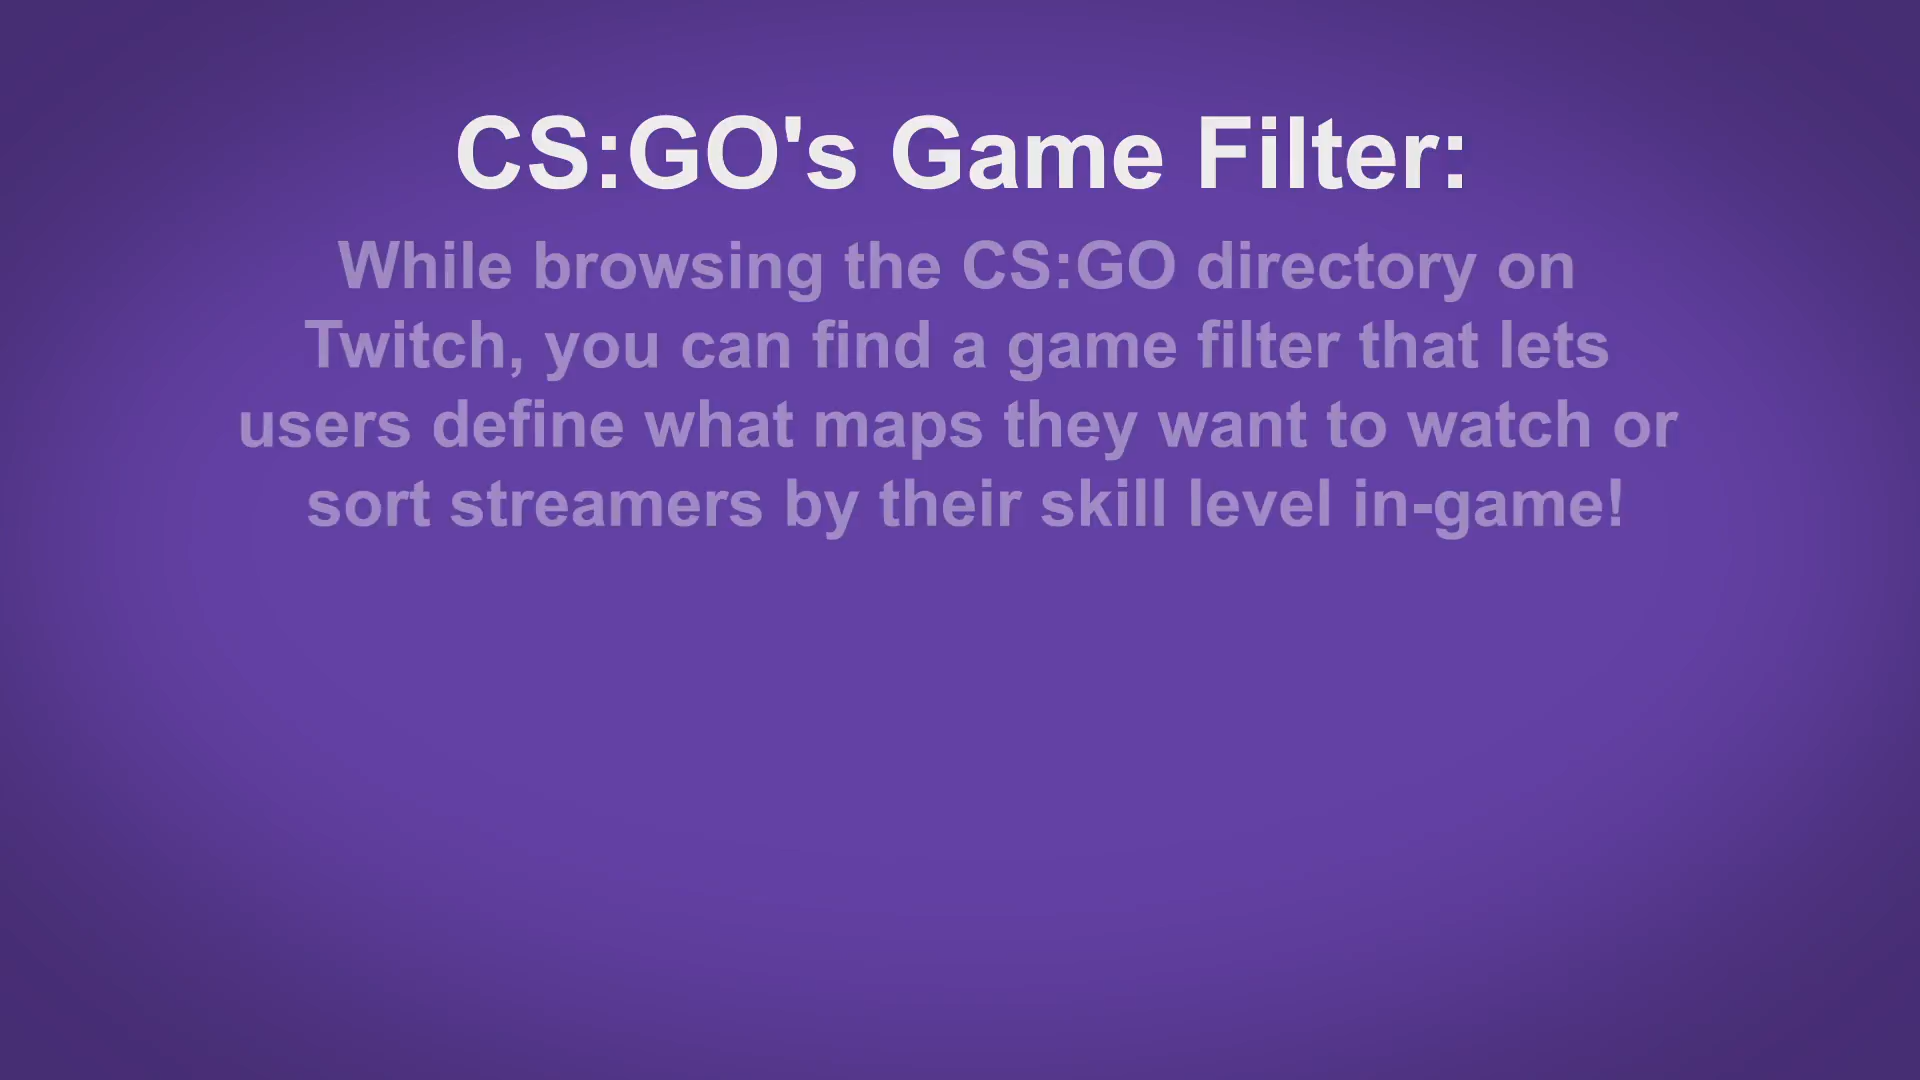 CS:GO's Game Filter:
While browsing the CS:GO directory on
Twitch, you can find a game filter that lets
users define what maps they want to watch or
sort streamers by their skill level in-game!